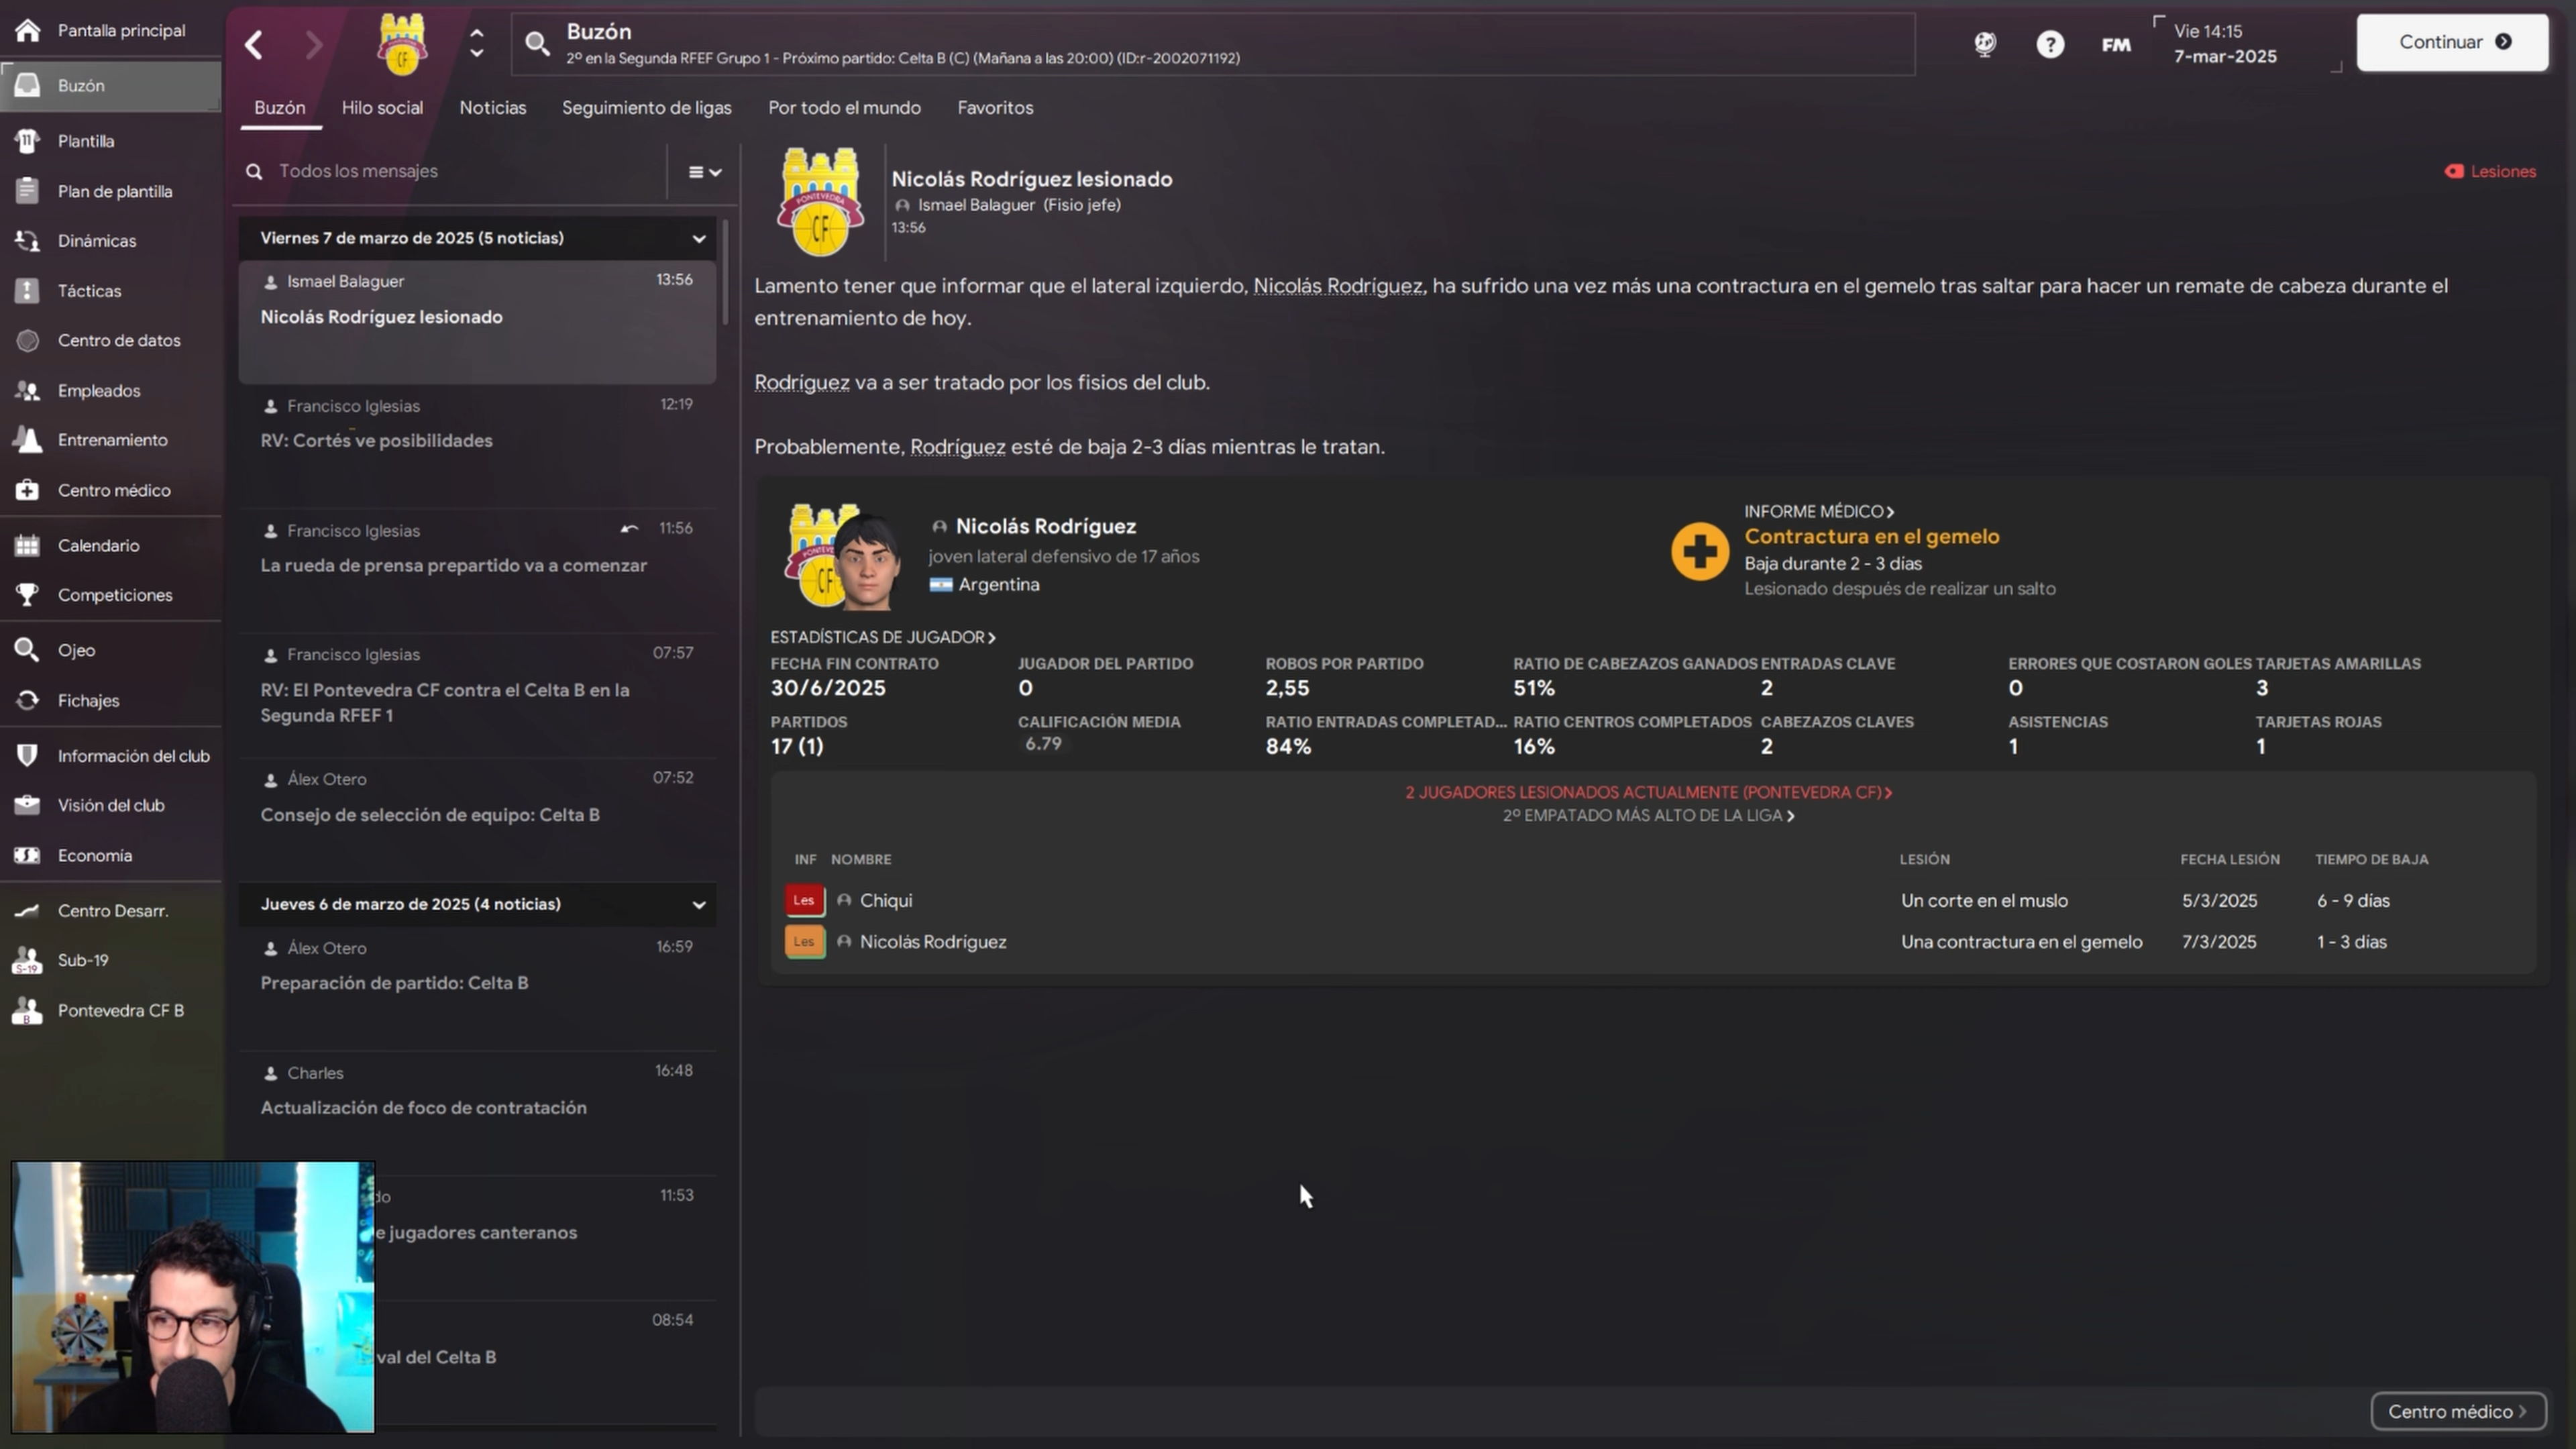 Pantalla principal
Buzón
Plantilla
Plan de plantilla
Dinámicas
Tácticas
Centro de datos
Empleados
Entrenamiento
Centro médico
Calendario
Competiciones
Ojeo
Fichajes
Información del club
Visión del club
Economía
Centro Desarr.
S-19
Sub-19
B
Pontevedra CF B
Buzón
2º en la Segunda RFEF Grupo 1 - Próximo partido: Celta B (C) (Mañana a las 20:00) (ID:r-2002071192)
?
FM
Vie 14:15
7-mar-2025
Continuar
Buzón Hilo social Noticias Seguimiento de ligas Por todo el mundo Favoritos
Todos los mensajes
Viernes 7 de marzo de 2025 (5 noticias)
Ismael Balaguer 13:56
Nicolás Rodríguez lesionado
Francisco Iglesias 12:19
RV: Cortés ve posibilidades
Francisco Iglesias 11:56
La rueda de prensa prepartido va a comenzar
Francisco Iglesias 07:57
RV: El Pontevedra CF contra el Celta B en la
Segunda RFEF 1
Álex Otero 07:52
Consejo de selección de equipo: Celta B
Jueves 6 de marzo de 2025 (4 noticias)
Álex Otero 16:59
Preparación de partido: Celta B
Charles 16:48
Actualización de foco de contratación
do 11:53
e jugadores canteranos
08:54
val del Celta B
PONTEVEDRA
CF
Nicolás Rodríguez lesionado
Ismael Balaguer (Fisio jefe)
13:56
Lesiones
Lamento tener que informar que el lateral izquierdo, Nicolás Rodríguez, ha sufrido una vez más una contractura en el gemelo tras saltar para hacer un remate de cabeza durante el
entrenamiento de hoy.
Rodríguez va a ser tratado por los fisios del club.
Probablemente, Rodríguez esté de baja 2-3 días mientras le tratan.
Nicolás Rodríguez
joven lateral defensivo de 17 años
Argentina
INFORME MÉDICO
Contractura en el gemelo
Baja durante 2 - 3 días
Lesionado después de realizar un salto
ESTADÍSTICAS DE JUGADOR
FECHA FIN CONTRATO JUGADOR DEL PARTIDO ROBOS POR PARTIDO RATIO DE CABEZAZOS GANADOS ENTRADAS CLAVE ERRORES QUE COSTARON GOLES TARJETAS AMARILLAS
30/6/2025 0 2,55 51% 2 0 3
PARTIDOS CALIFICACIÓN MEDIA RATIO ENTRADAS COMPLETAD... RATIO CENTROS COMPLETADOS CABEZAZOS CLAVES ASISTENCIAS TARJETAS ROJAS
17 (1) 6.79 84% 16% 2 1 1
2 JUGADORES LESIONADOS ACTUALMENTE (PONTEVEDRA CF)
2º EMPATADO MÁS ALTO DE LA LIGA
INF NOMBRE LESIÓN FECHA LESIÓN TIEMPO DE BAJA
Les Chiqui Un corte en el muslo 5/3/2025 6 - 9 días
Les Nicolás Rodríguez Una contractura en el gemelo 7/3/2025 1 - 3 días
Centro médico